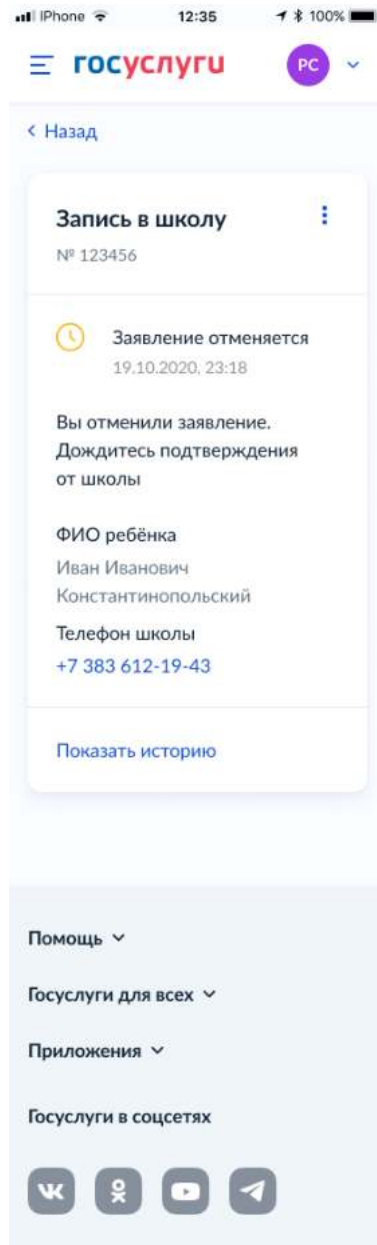 iPhone 12:35 100%
госуслуги РС
Назад
Запись в школу
№ 123456
Заявление отменяется
19.10.2020, 23:18
Вы отменили заявление.
Дождитесь подтверждения
от школы
ФИО ребёнка
Иван Иванович
Константинопольский
Телефон школы
+7 383 612-19-43
Показать историю
Помощь
Госуслуги для всех
Приложения
Госуслуги в соцсетях